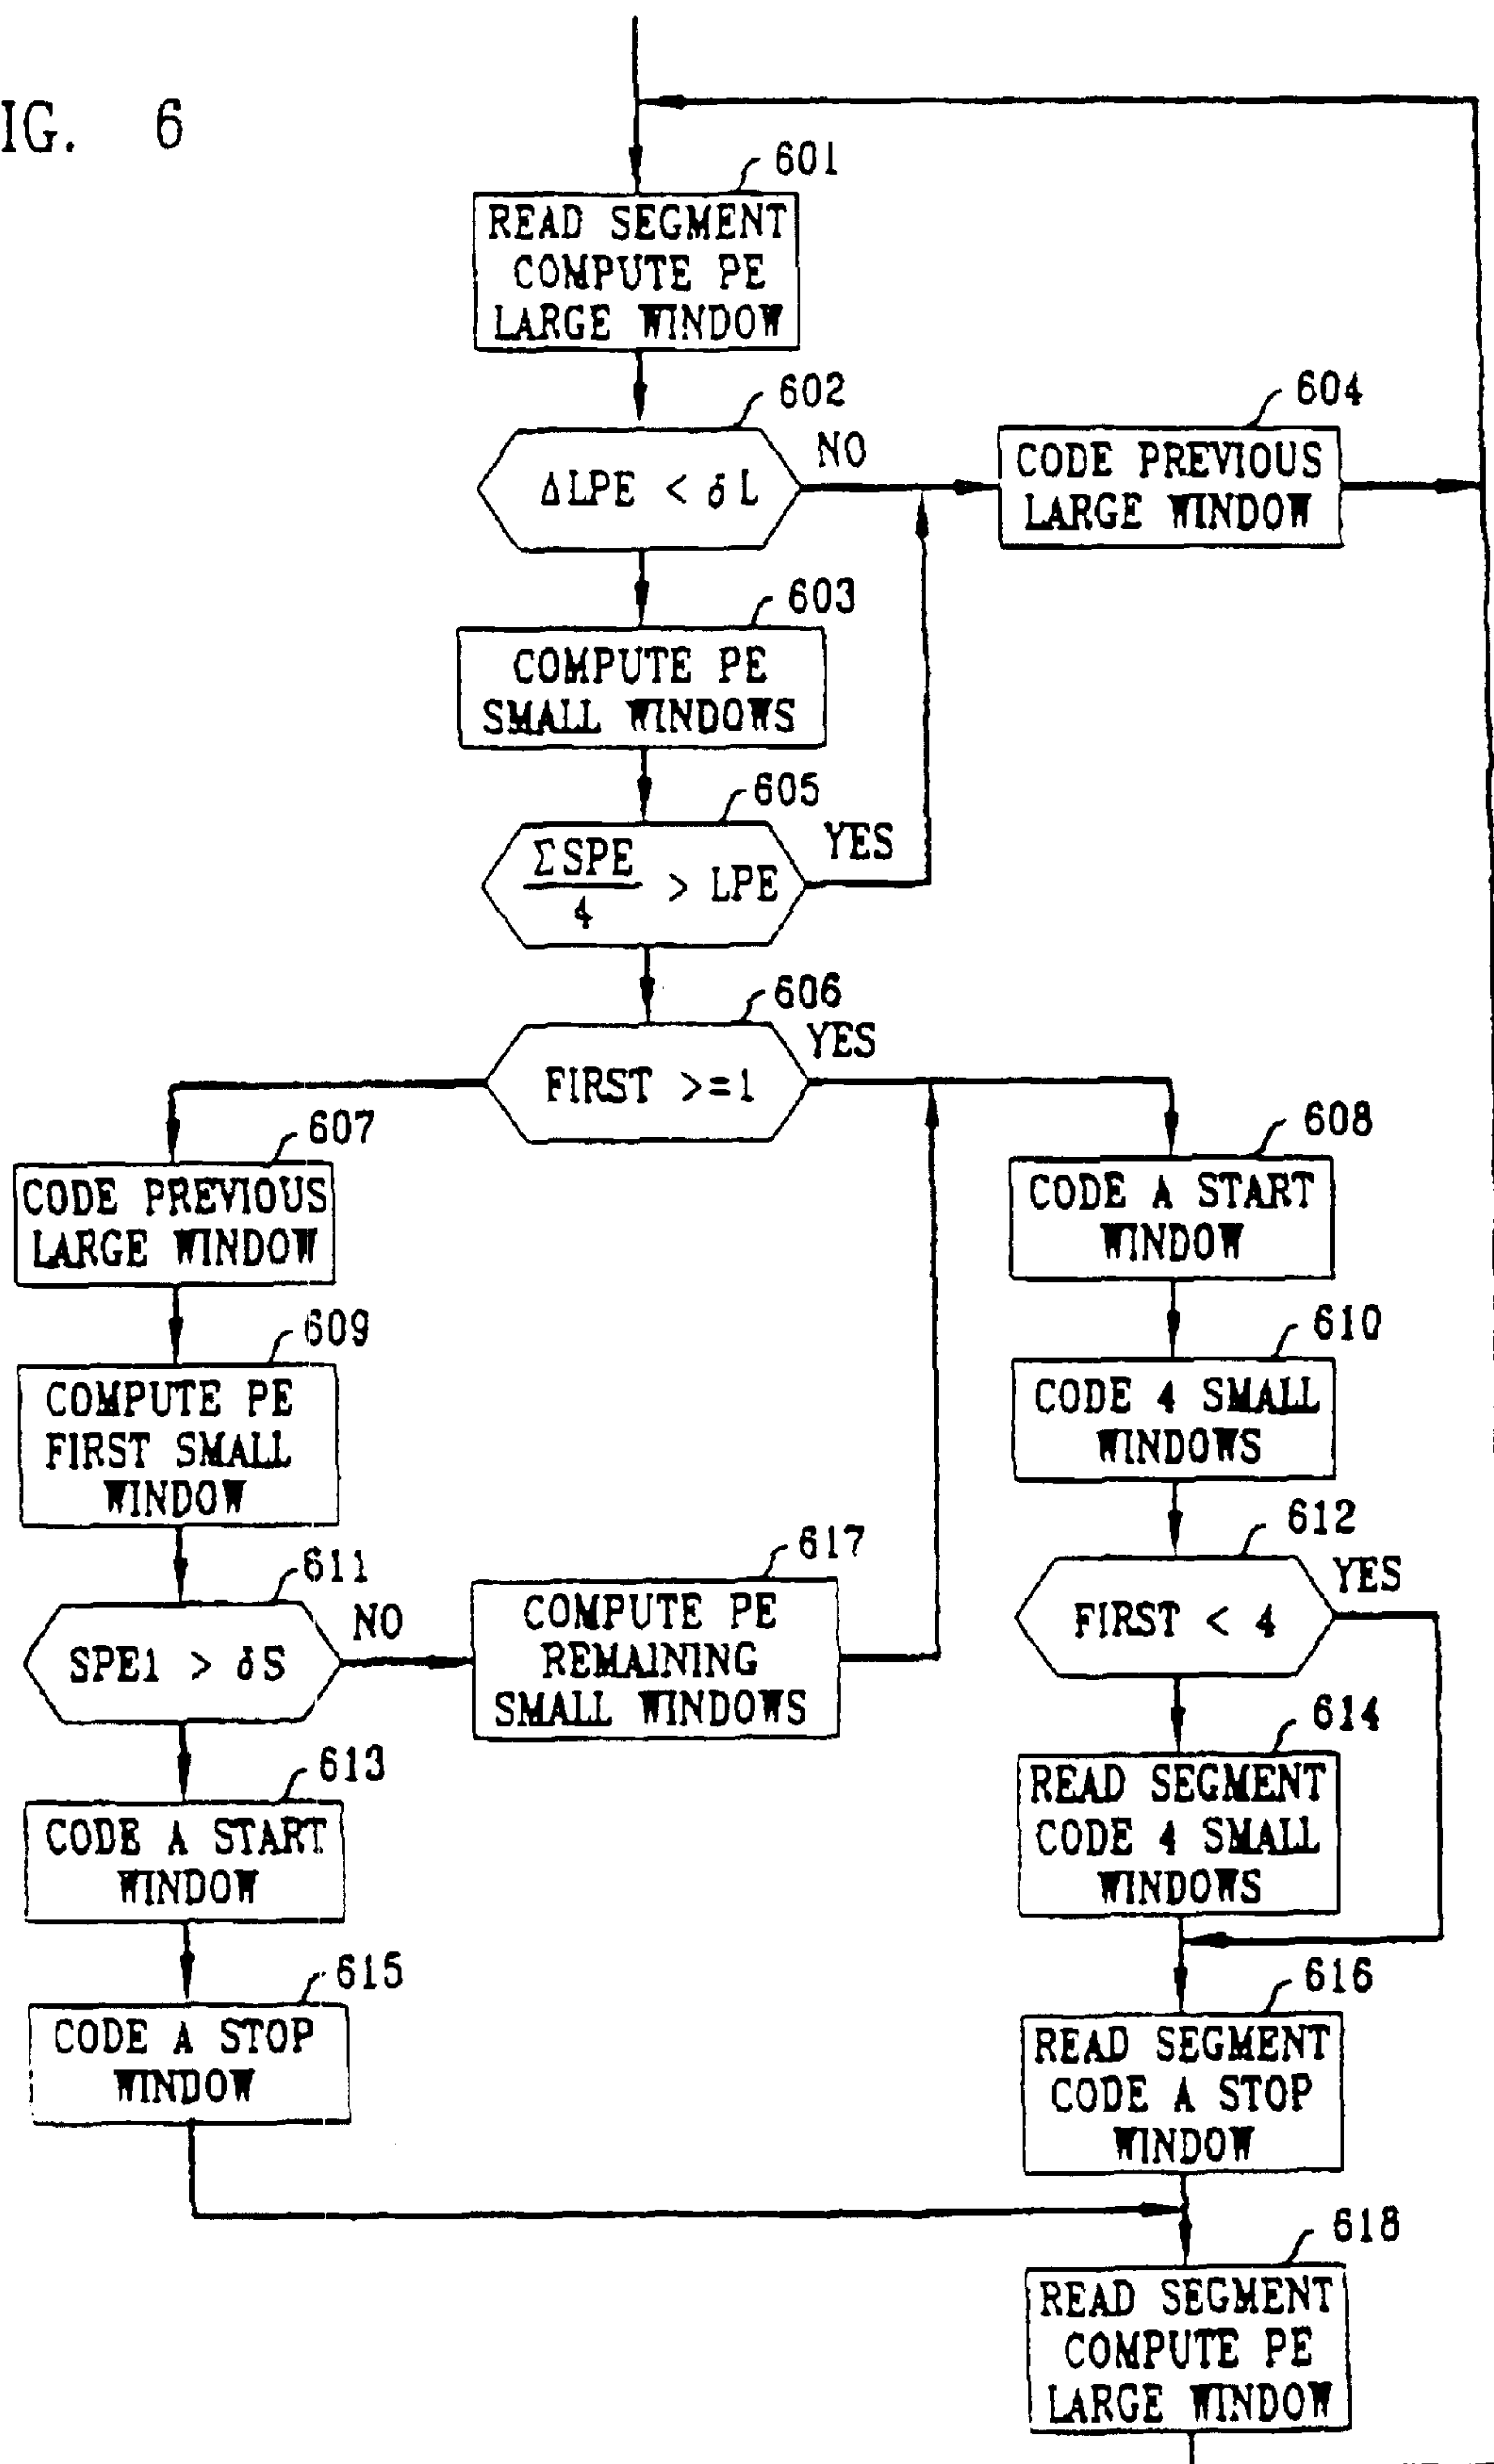 IG. 6
601
READ SEGMENT
COMPUTE PE
LARGE WINDOW
602
ΔLPE < δL
NO
604
CODE PREVIOUS
LARGE WINDOW
603
COMPUTE PE
SMALL WINDOWS
605
ΣSPE
4
> LPE
YES
606
FIRST >=1
YES
607
CODE PREVIOUS
LARGE WINDOW
608
CODE A START
WINDOW
609
COMPUTE PE
FIRST SMALL
WINDOW
610
CODE 4 SMALL
WINDOWS
611
SPE1 > δS
NO
617
COMPUTE PE
REMAINING
SMALL WINDOWS
612
FIRST < 4
YES
613
CODE A START
WINDOW
614
READ SEGMENT
CODE 4 SMALL
WINDOWS
615
CODE A STOP
WINDOW
616
READ SEGMENT
CODE A STOP
WINDOW
618
READ SEGMENT
COMPUTE PE
LARGE WINDOW